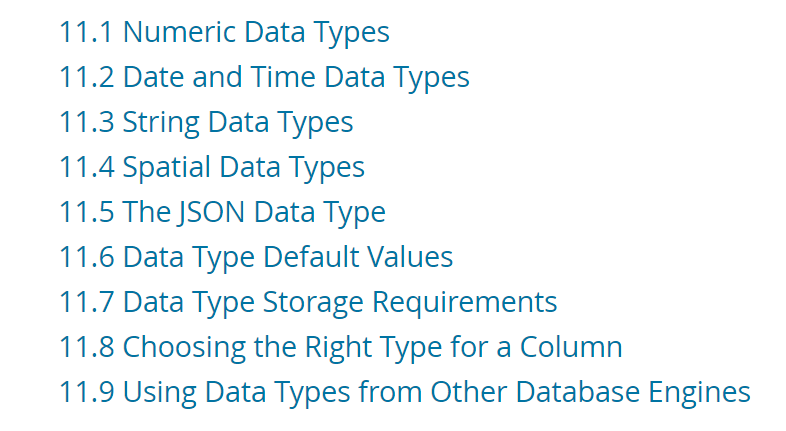 11.1 Numeric Data Types
11.2 Date and Time Data Types
11.3 String Data Types
11.4 Spatial Data Types
11.5 The JSON Data Type
11.6 Data Type Default Values
11.7 Data Type Storage Requirements
11.8 Choosing the Right Type for a Column
11.9 Using Data Types from Other Database Engines